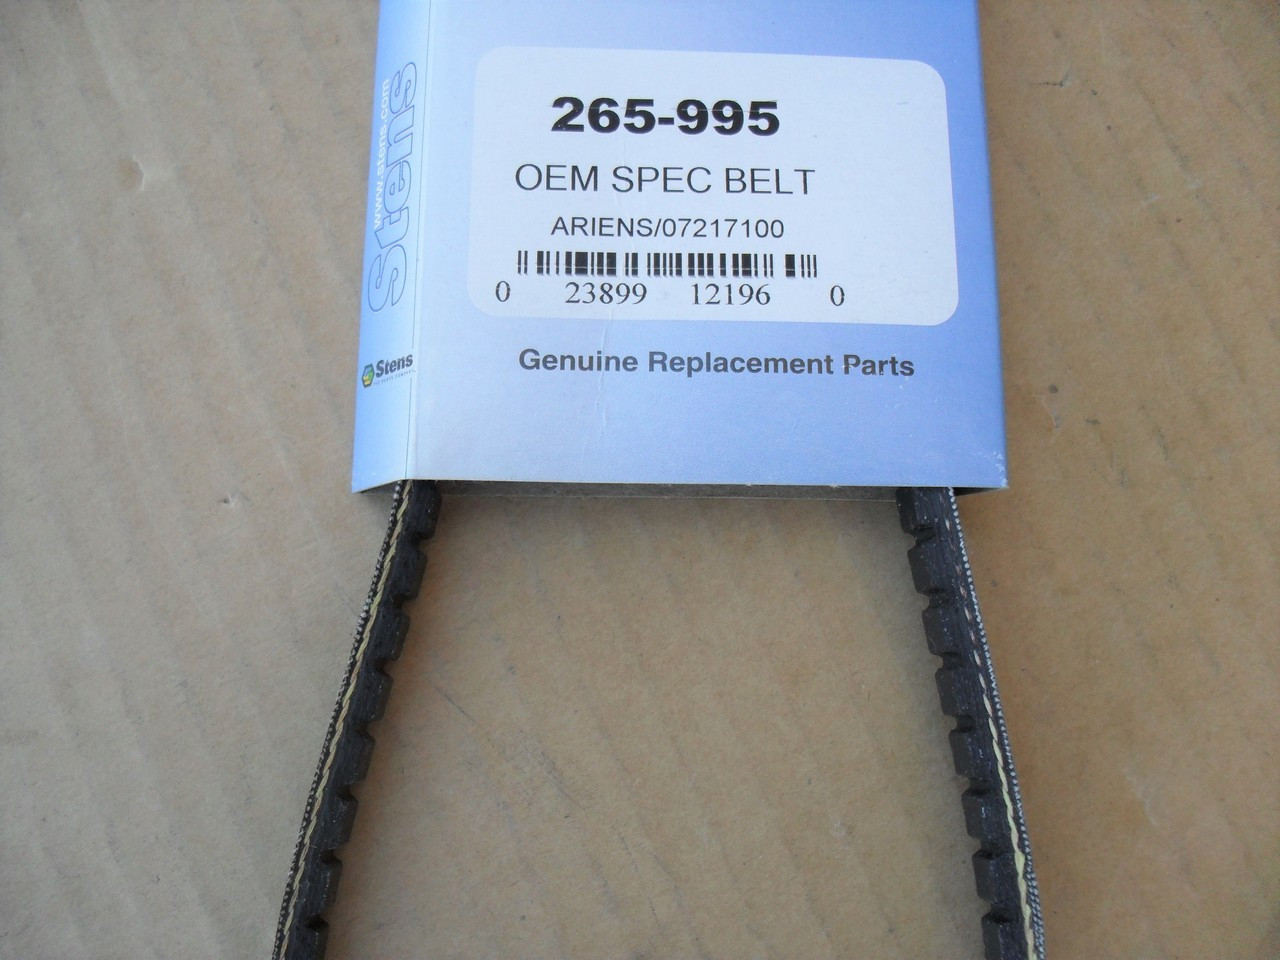 265-995
OEM SPEC BELT
ARIENS/07217100
0 23899 12196 0
Genuine Replacement Parts
www.stens.com
Stens
Stens